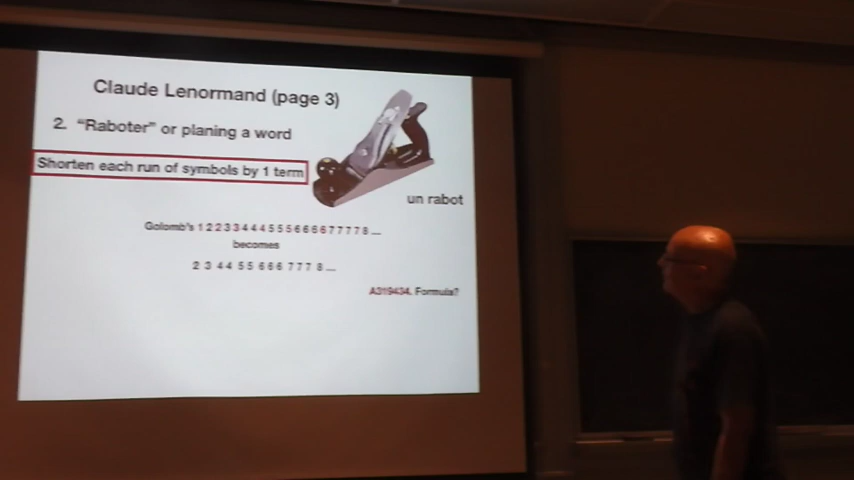 Claude Lenormand (page 3)
2. "Raboter" or planing a word
Shorten each run of symbols by 1 term
un rabot
Golomb's 1 2 2 3 3 4 4 4 5 5 5 6 6 6 6 7 7 7 7 8 ...
becomes
2 3 4 4 5 5 6 6 6 7 7 7 8 ...
A319434. Formula?